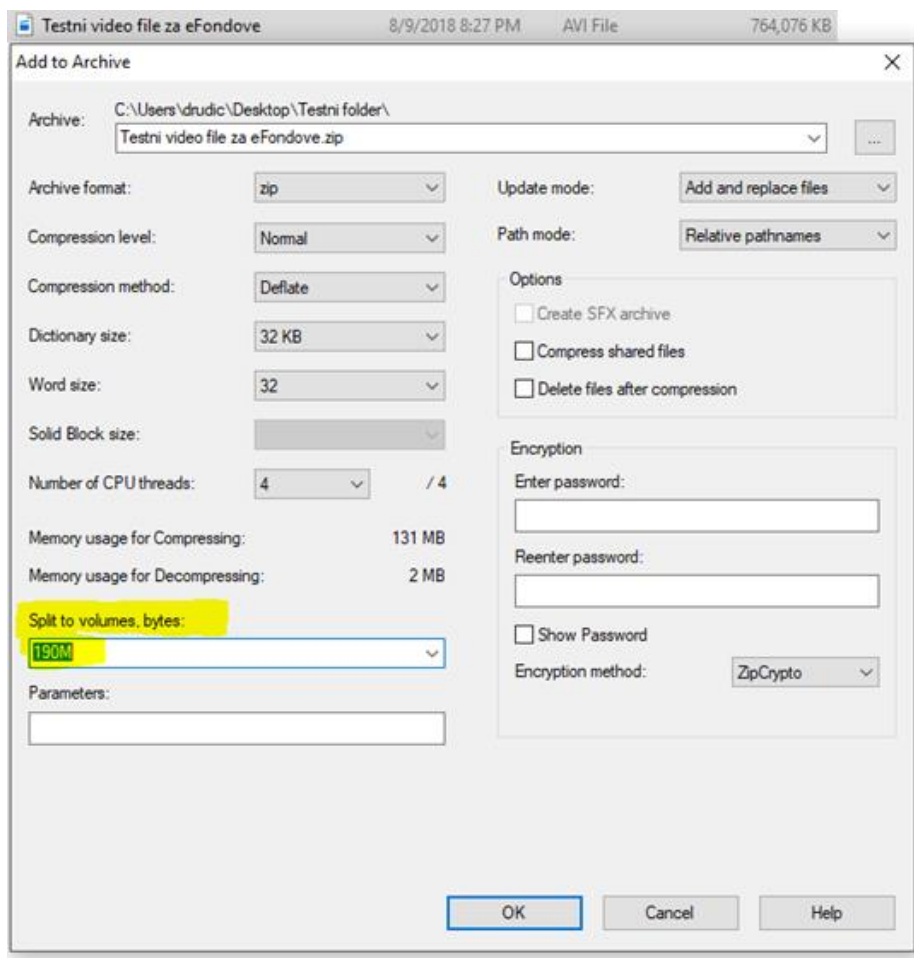 Testni video file za eFondove 8/9/2018 8:27 PM AVI File 764,076 KB
Add to Archive
Archive: C:\Users\drudic\Desktop\Testni folder\
Testni video file za eFondove.zip
...
Archive format: zip
Compression level: Normal
Compression method: Deflate
Dictionary size: 32 KB
Word size: 32
Solid Block size:
Number of CPU threads: 4 / 4
Memory usage for Compressing: 131 MB
Memory usage for Decompressing: 2 MB
Split to volumes, bytes:
190M
Parameters:
Update mode: Add and replace files
Path mode: Relative pathnames
Options
Create SFX archive
Compress shared files
Delete files after compression
Encryption
Enter password:
Reenter password:
Show Password
Encryption method: ZipCrypto
OK Cancel Help